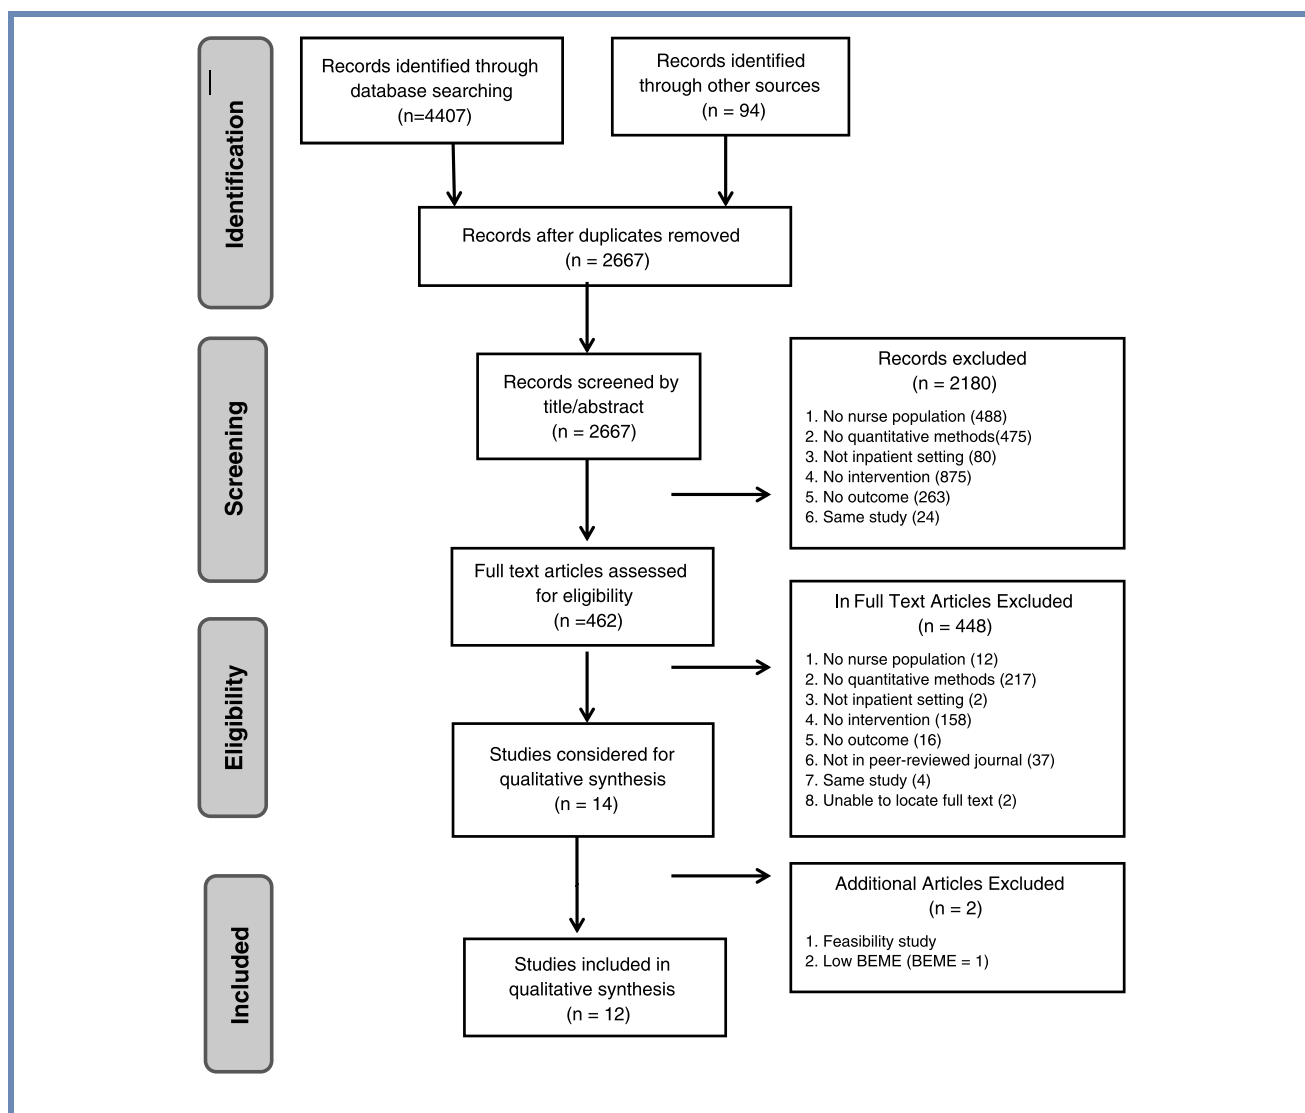 Identification
Records identified through
database searching
(n=4407)
Records identified
through other sources
(n = 94)
Records after duplicates removed
(n = 2667)
Screening
Records screened by
title/abstract
(n = 2667)
Records excluded
(n = 2180)
1. No nurse population (488)
2. No quantitative methods(475)
3. Not inpatient setting (80)
4. No intervention (875)
5. No outcome (263)
6. Same study (24)
Full text articles assessed
for eligibility
(n =462)
Eligibility
In Full Text Articles Excluded
(n = 448)
1. No nurse population (12)
2. No quantitative methods (217)
3. Not inpatient setting (2)
4. No intervention (158)
5. No outcome (16)
6. Not in peer-reviewed journal (37)
7. Same study (4)
8. Unable to locate full text (2)
Studies considered for
qualitative synthesis
(n = 14)
Additional Articles Excluded
(n = 2)
1. Feasibility study
2. Low BEME (BEME = 1)
Included
Studies included in
qualitative synthesis
(n = 12)